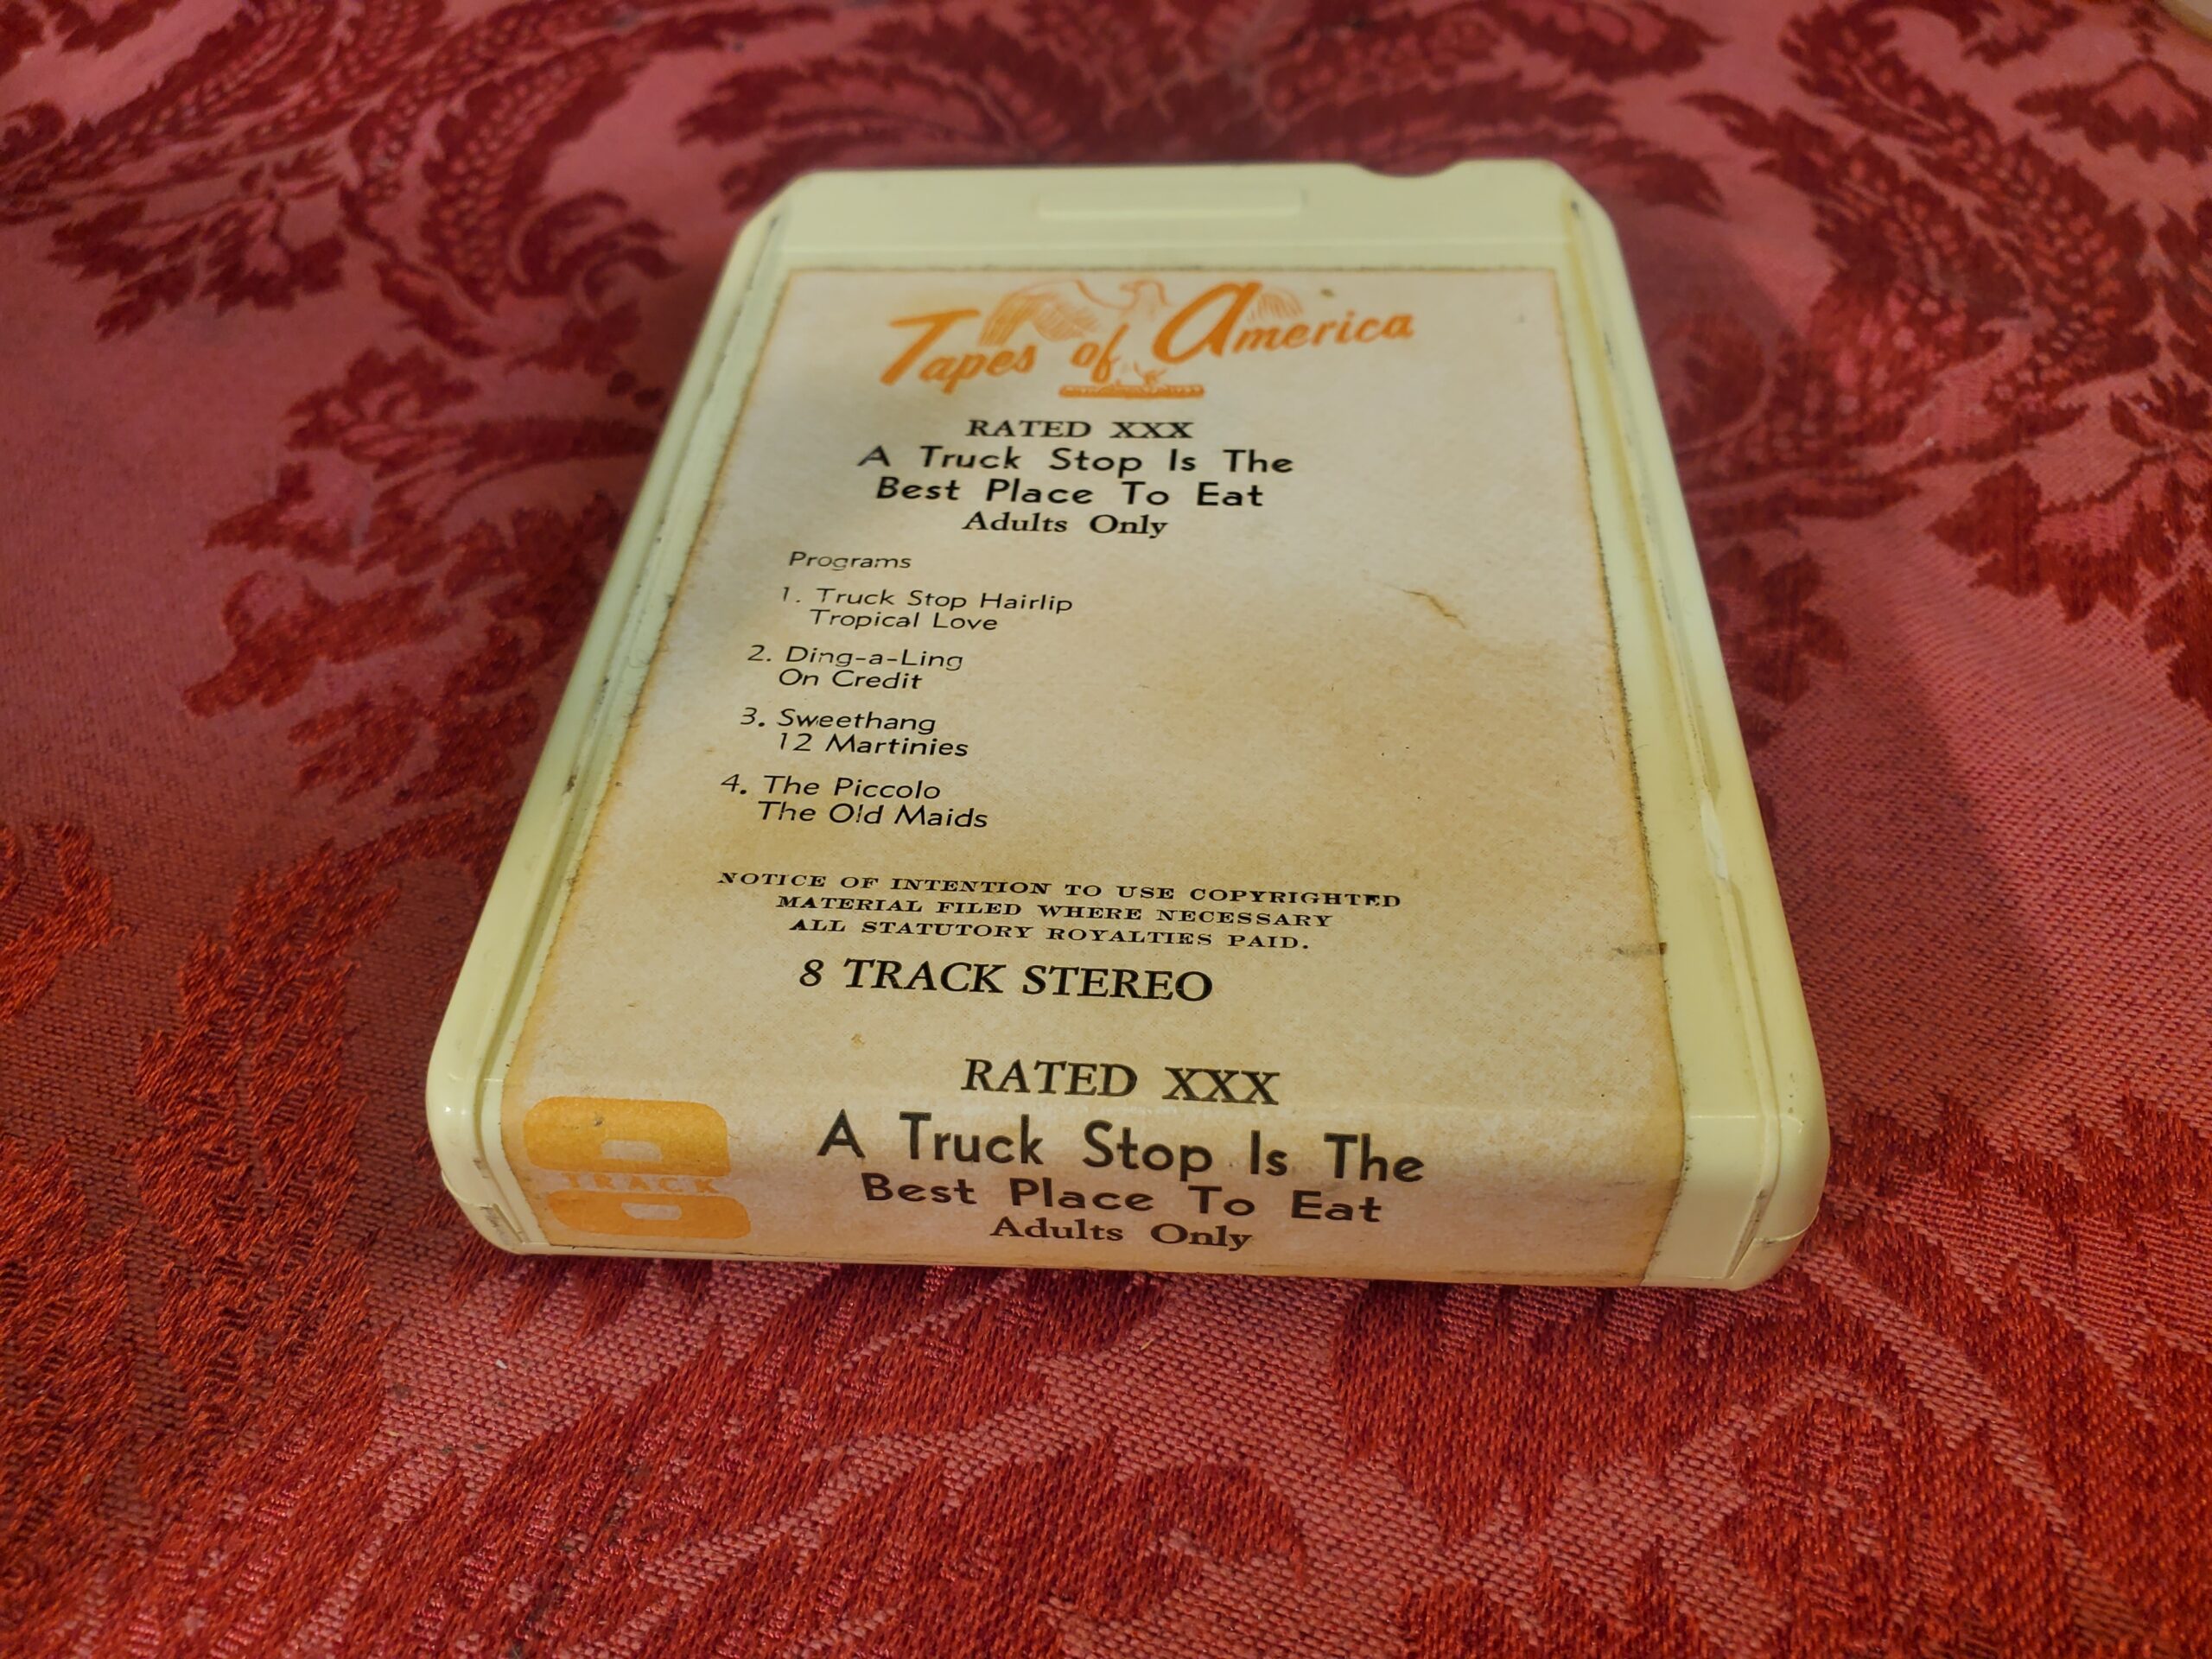 Tapes of America
RATED XXX
A Truck Stop Is The
Best Place To Eat
Adults Only
Programs
1. Truck Stop Hairlip
Tropical Love
2. Ding-a-Ling
On Credit
3. Sweethang
12 Martinies
4. The Piccolo
The Old Maids
NOTICE OF INTENTION TO USE COPYRIGHTED
MATERIAL FILED WHERE NECESSARY
ALL STATUTORY ROYALTIES PAID.
8 TRACK STEREO
RATED XXX
A Truck Stop Is The
Best Place To Eat
Adults Only
8
TRACK